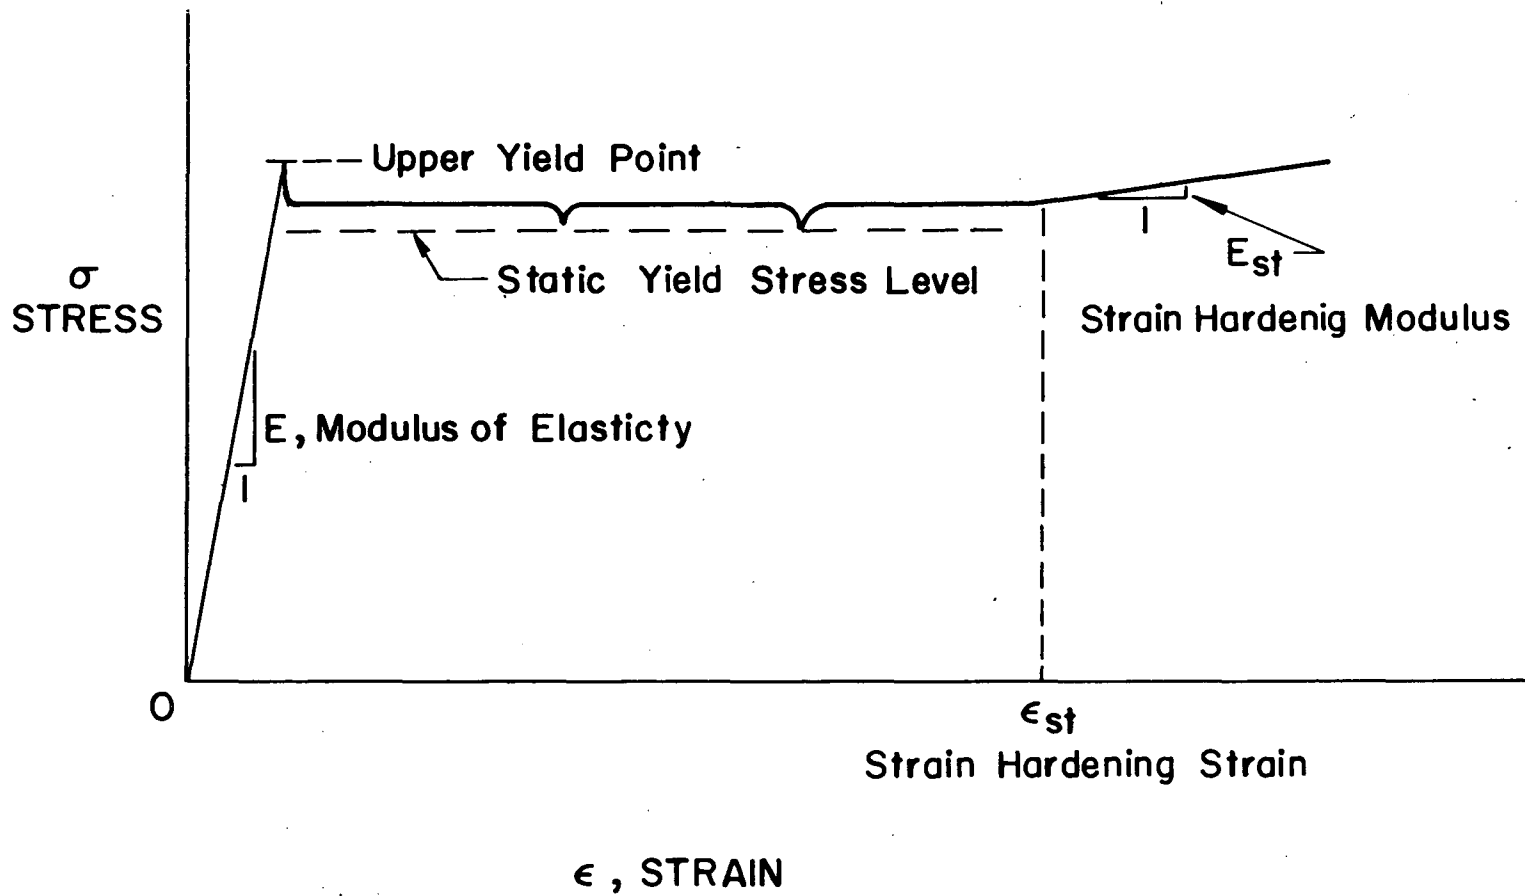 Upper Yield Point
σ
STRESS
Static Yield Stress Level
E_st
Strain Hardenig Modulus
E, Modulus of Elasticty
1
1
O
ϵ_st
Strain Hardening Strain
ϵ, STRAIN